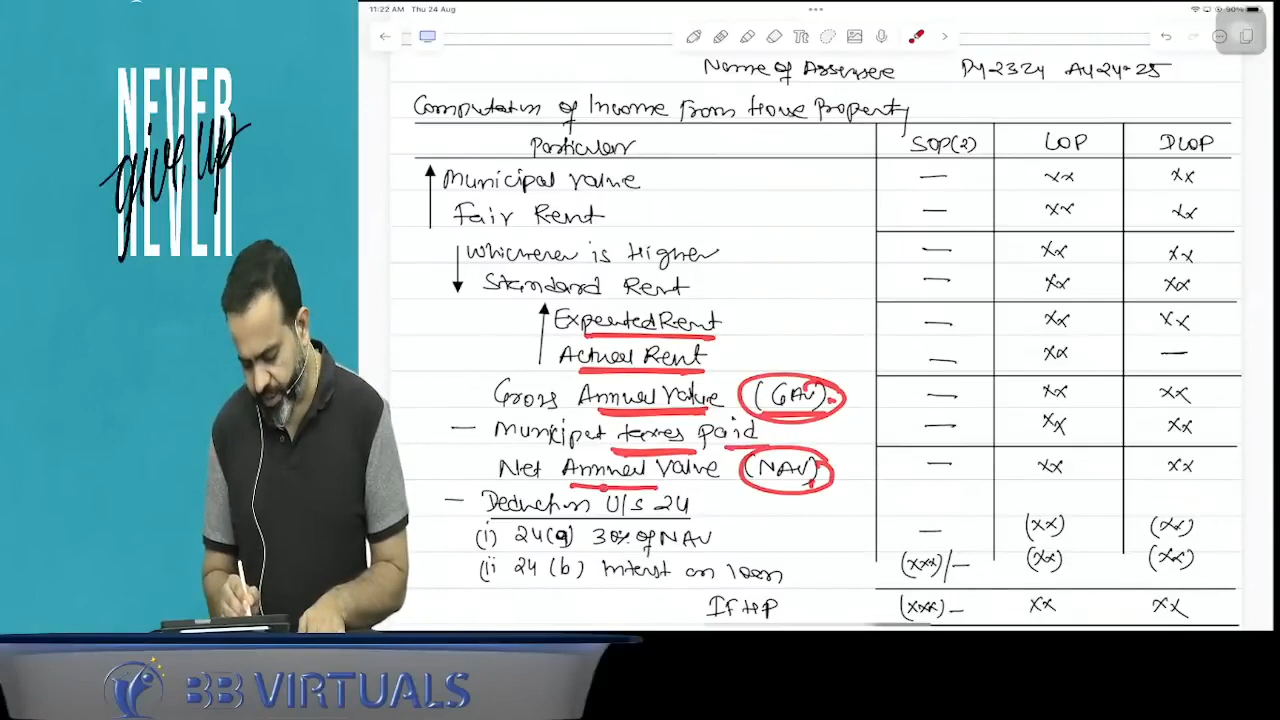 11:22 AM Thu 24 Aug
90%
NEVER
give up
NEVER
Name of Assessee PY 23 24 AY 24-25
Computation of Income from House Property
Particular SOP(2) LOP DLOP
Municipal Value — xx xx
Fair Rent — xx xx
Whichever is Higher — xx xx
Standard Rent — xx xx
Expected Rent — xx xx
Actual Rent — xx —
Gross Annual Value (GAV) — xx xx
— Municipal taxes paid — xx xx
Net Annual Value (NAV) — xx xx
— Deduction U/s 24
(i) 24(a) 30% of NAV — (xx) (xx)
(ii 24 (b) Interest on loan (xxx)/— (xx) (xx)
IFHP (xxx)— xx xx
BB VIRTUALS